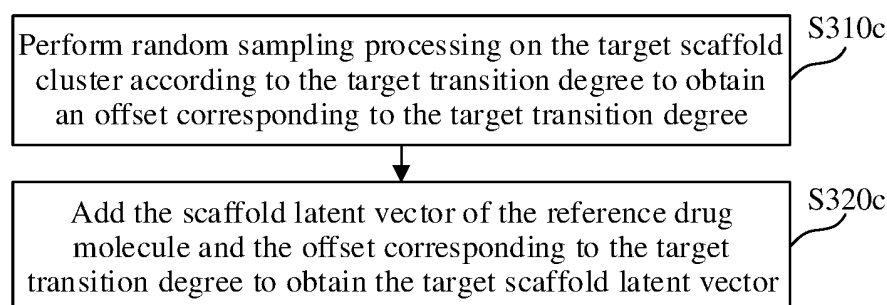 S310c
Perform random sampling processing on the target scaffold
cluster according to the target transition degree to obtain
an offset corresponding to the target transition degree
S320c
Add the scaffold latent vector of the reference drug
molecule and the offset corresponding to the target
transition degree to obtain the target scaffold latent vector